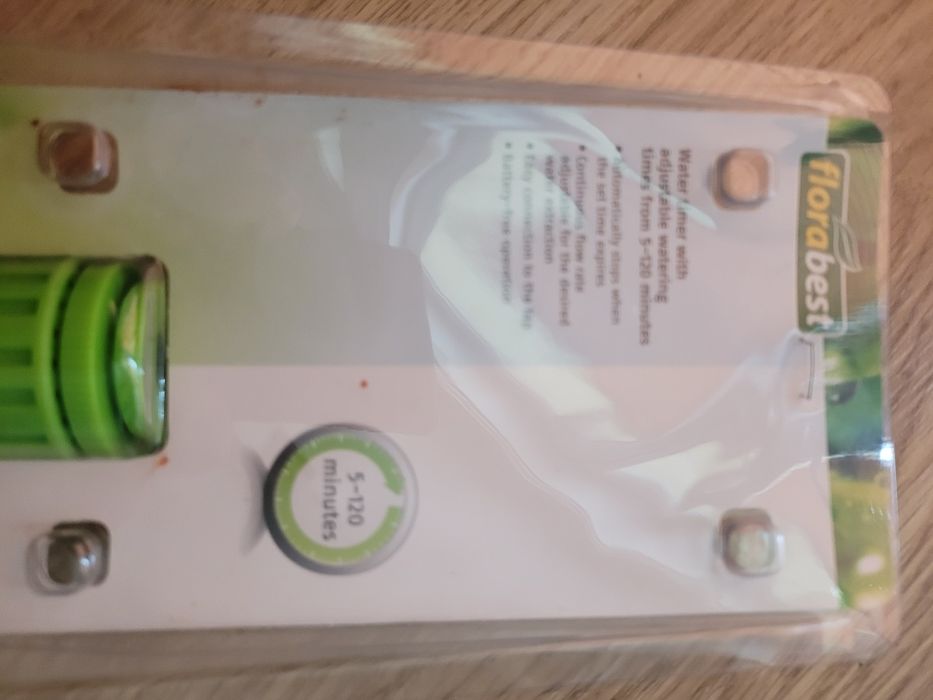 florabest
Water timer with
adjustable watering
times from 5-120 minutes
• Automatically stops when
the set time expires
• Continuous flow rate
adjustable for the desired
water extraction
• connection to the tap
• Battery-free operation
5-120
minutes